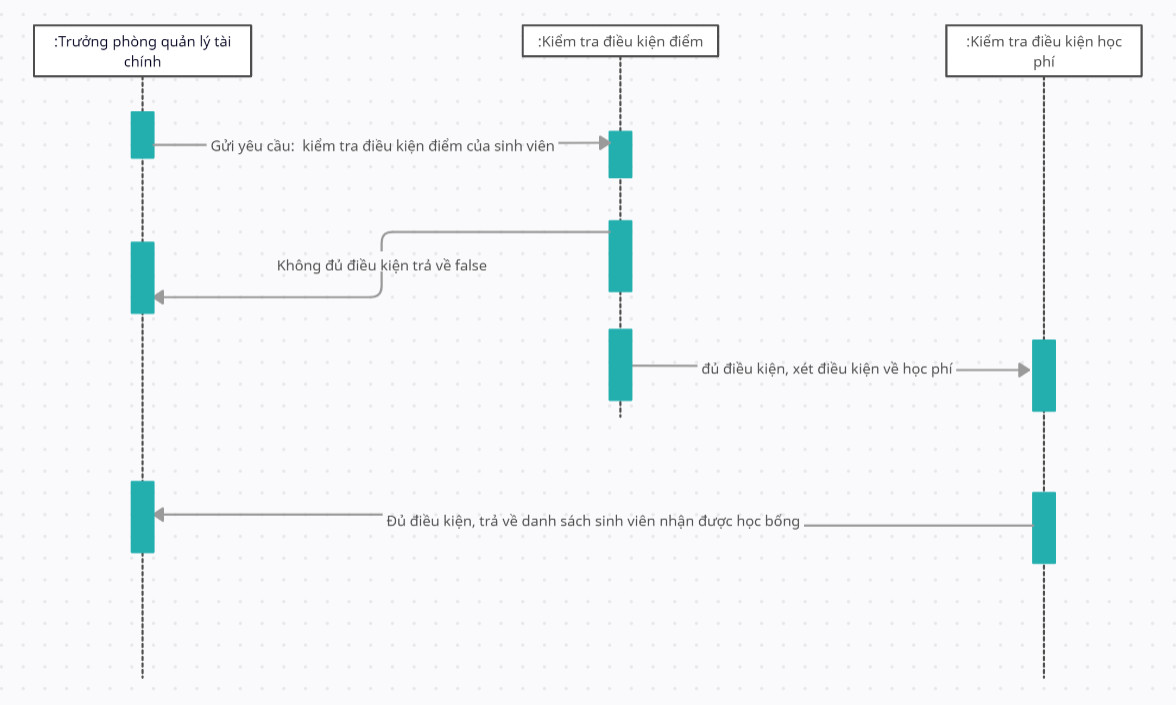 :Trưởng phòng quản lý tài
chính
:Kiểm tra điều kiện điểm
:Kiểm tra điều kiện học
phí
Gửi yêu cầu: kiểm tra điều kiện điểm của sinh viên
Không đủ điều kiện trả về false
đủ điều kiện, xét điều kiện về học phí
Đủ điều kiện, trả về danh sách sinh viên nhận được học bổng